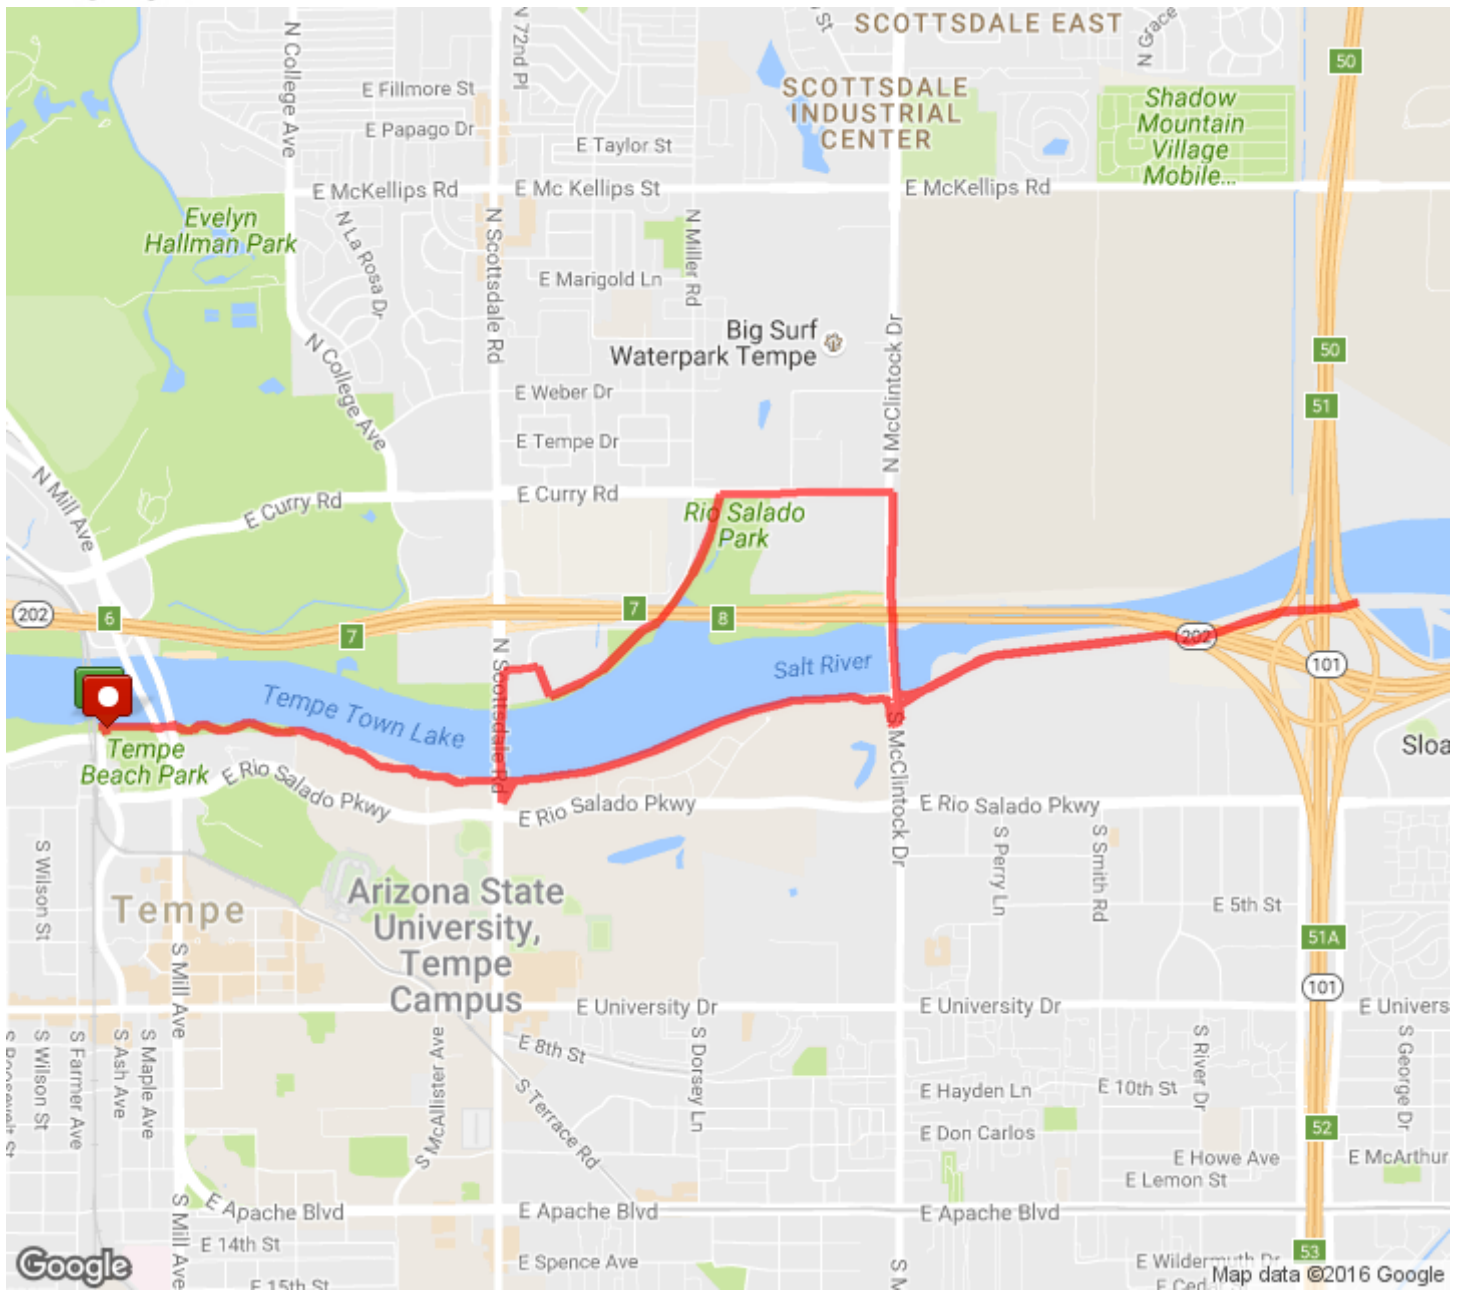 SCOTTSDALE EAST
N Grace
N 72nd Pl
N College Ave
50
E Fillmore St
SCOTTSDALE
INDUSTRIAL
CENTER
Shadow
Mountain
Village
Mobile...
E Papago Dr
E Taylor St
E McKellips Rd
E Mc Kellips St
E McKellips Rd
Evelyn
Hallman Park
N La Rosa Dr
N Scottsdale Rd
N Miller Rd
E Marigold Ln
Big Surf
Waterpark Tempe
N McClintock Dr
50
N College Ave
E Weber Dr
51
E Tempe Dr
N Mill Ave
E Curry Rd
E Curry Rd
Rio Salado
Park
202
6
7
7
8
202
101
N Scottsdale Rd
Salt River
Tempe Town Lake
Tempe
Beach Park
E Rio Salado Pkwy
E Rio Salado Pkwy
S McClintock Dr
E Rio Salado Pkwy
Sloa
S Wilson St
S Perry Ln
S Smith Rd
Tempe
Arizona State
University,
Tempe
Campus
E 5th St
51A
S Mill Ave
101
E University Dr
E University Dr
E Univers
S Roosevelt St
S Wilson St
S Farmer Ave
S Ash Ave
S Maple Ave
S McAllister Ave
E 8th St
S Terrace Rd
S Dorsey Ln
S River Dr
S George Dr
E Hayden Ln
E 10th St
E Don Carlos
52
E Howe Ave
E McArthur
E Lemon St
S Mill Ave
E Apache Blvd
E Apache Blvd
E Apache Blvd
E 14th St
53
E Spence Ave
E Wildermuth Dr
Google
E 15th St
Map data ©2016 Google